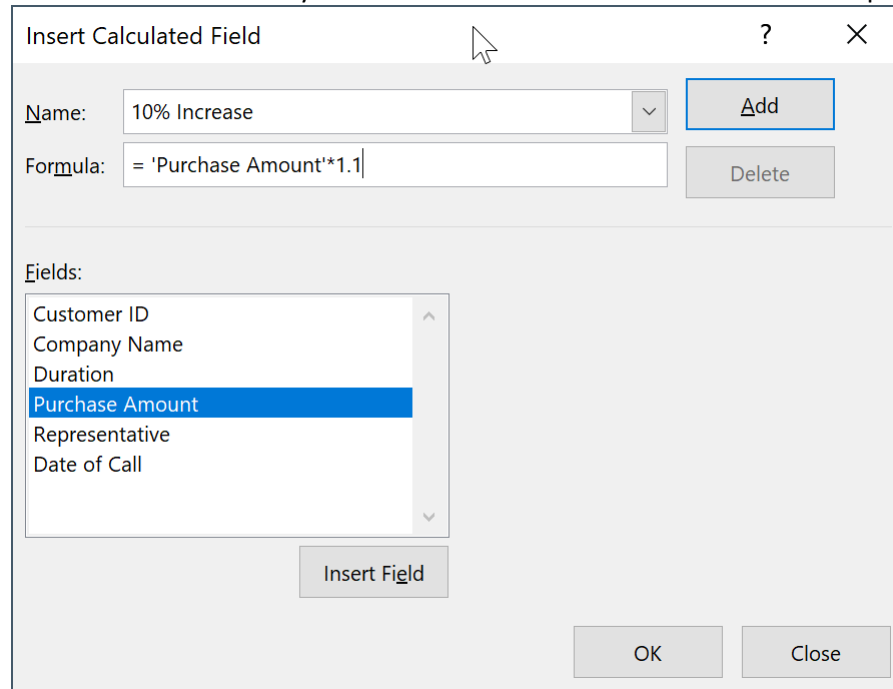 Insert Calculated Field ?
Name: 10% Increase Add
Formula: = 'Purchase Amount'*1.1 Delete
Fields:
Customer ID
Company Name
Duration
Purchase Amount
Representative
Date of Call
Insert Field
OK Close